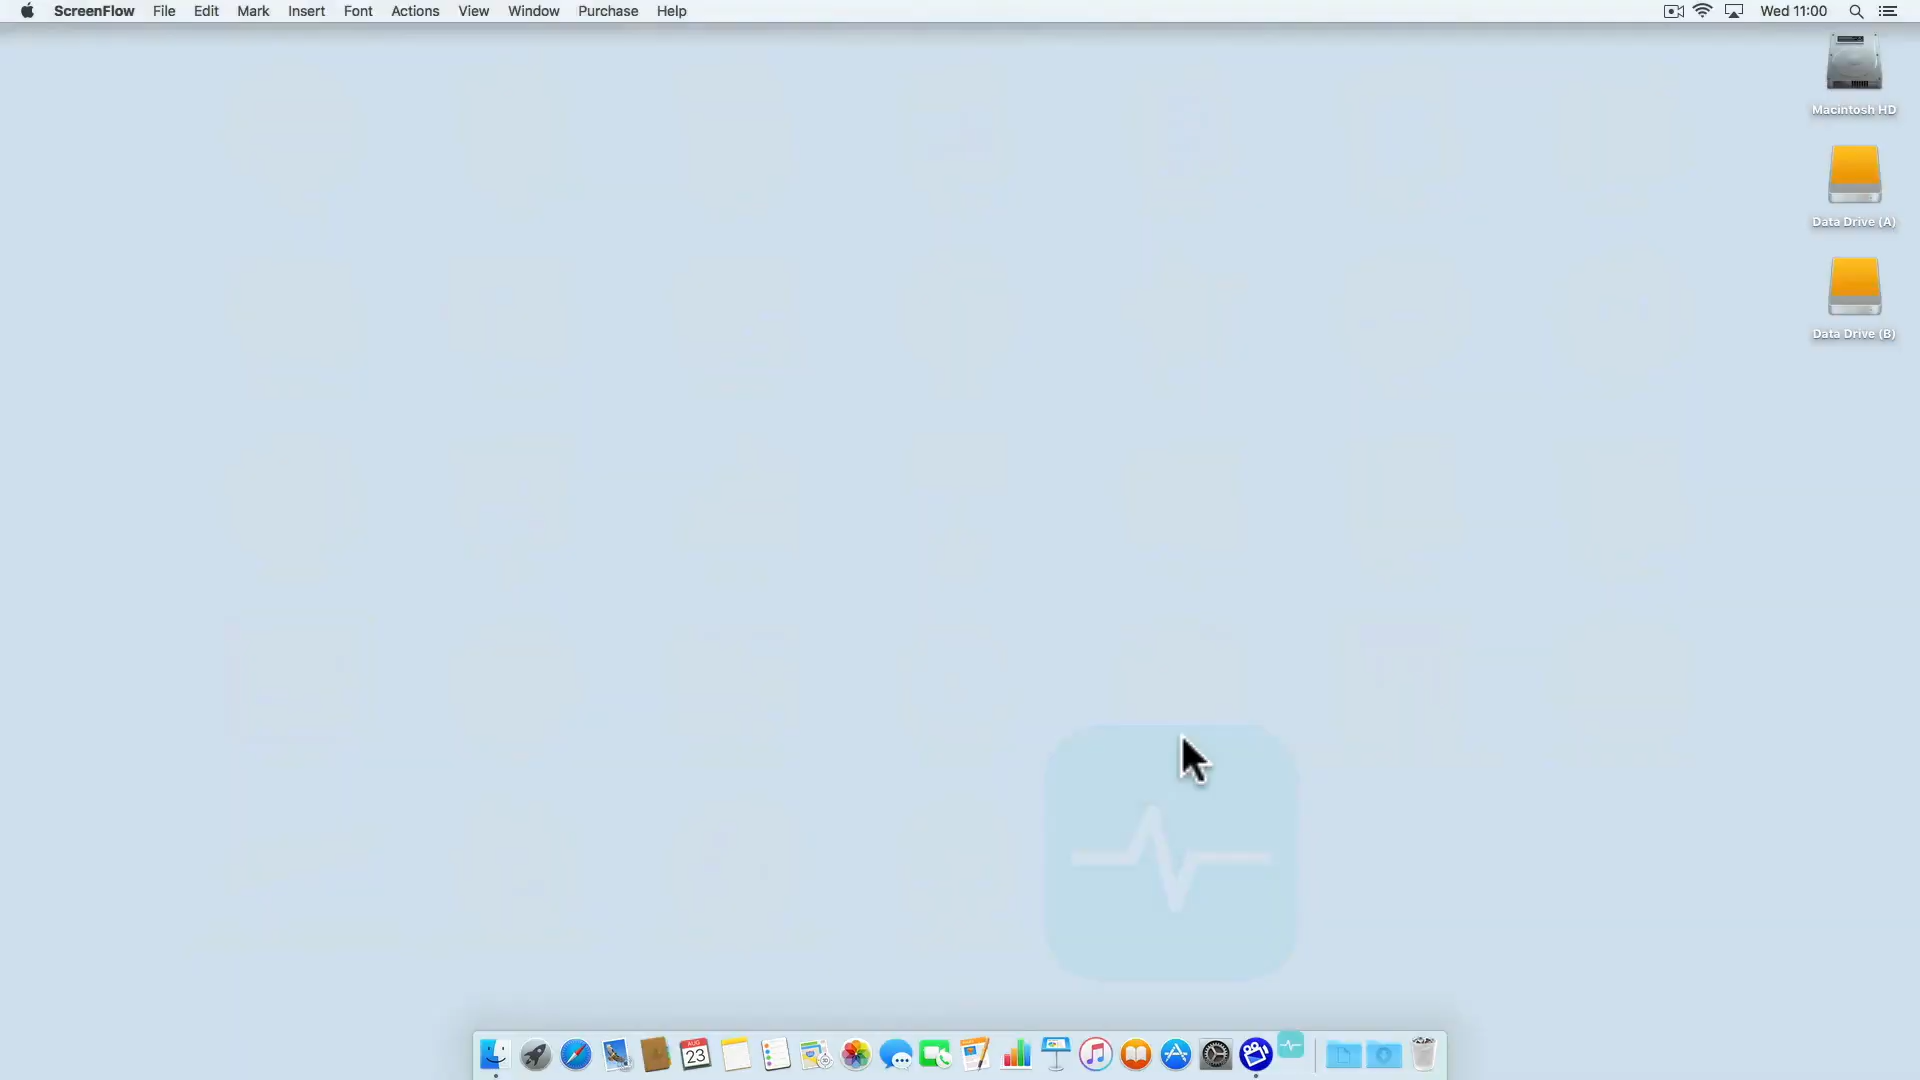 ScreenFlow File Edit Mark Insert Font Actions View Window Purchase Help Wed 11:00
Macintosh HD
Data Drive (A)
Data Drive (B)
AUG
23